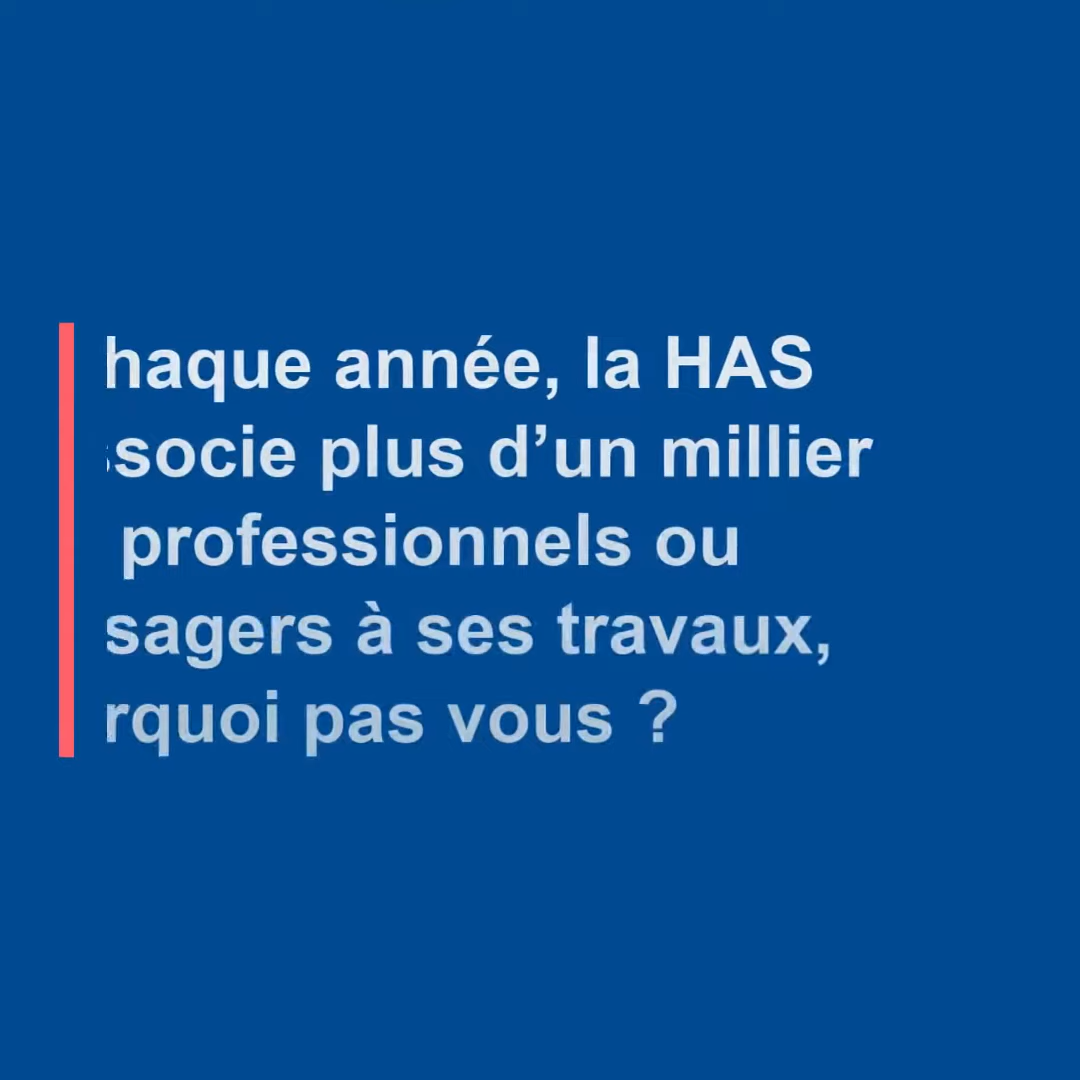 haque année, la HAS
socie plus d’un millier
professionnels ou
sagers à ses travaux,
rquoi pas vous ?